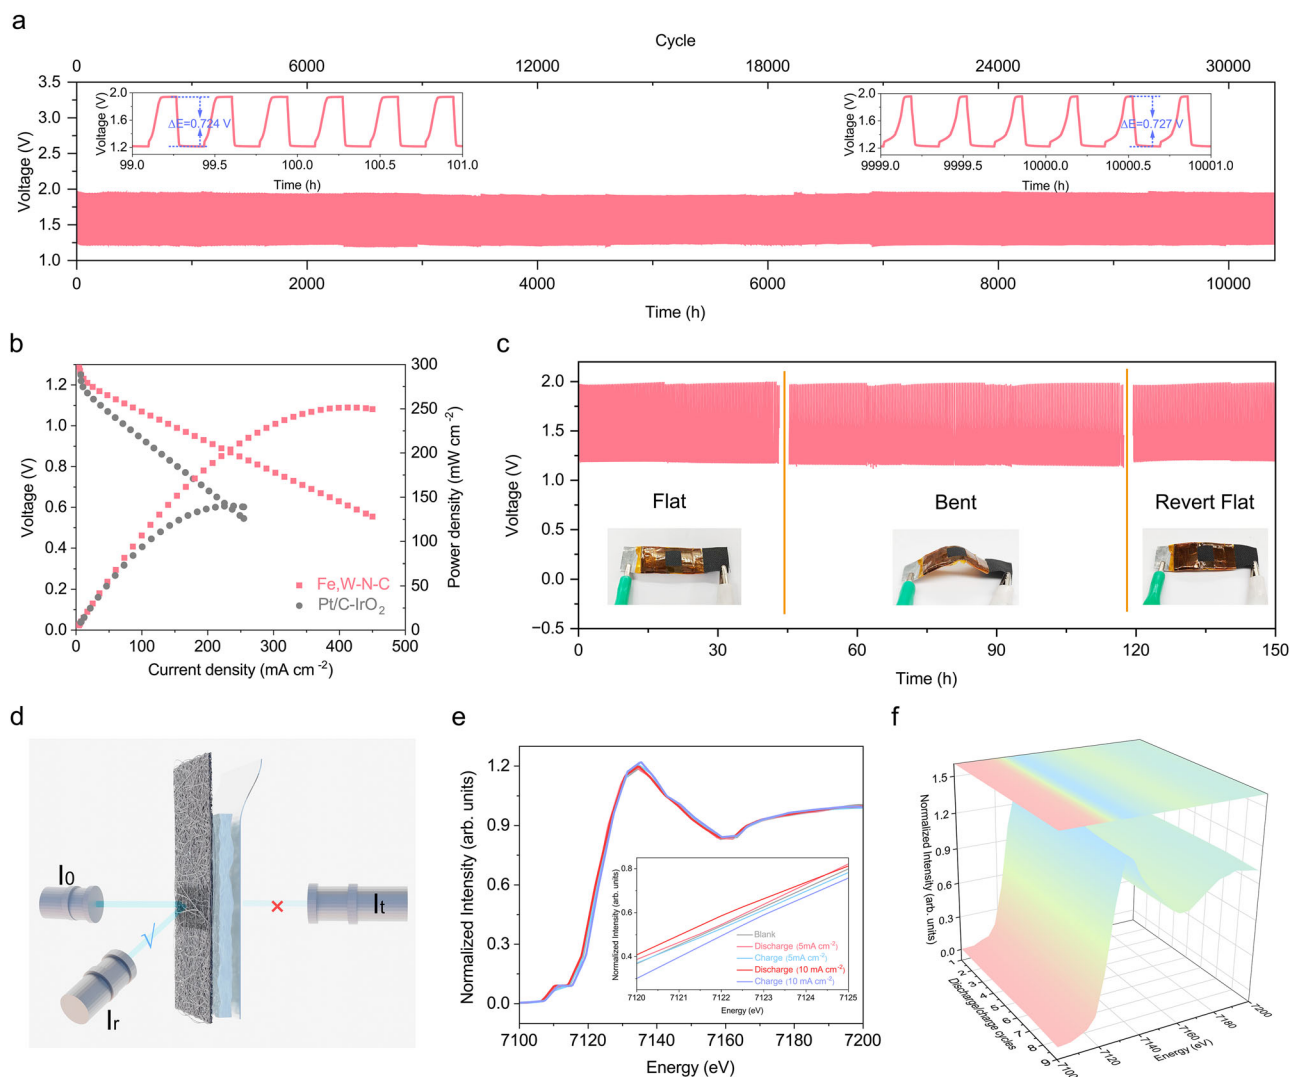 a
Cycle
0 6000 12000 18000 24000 30000
3.5
3.0
2.5
2.0
1.5
1.0
Voltage (V)
2.0
1.2
Voltage (V)
ΔE=0.724 V
99.0 99.5 100.0 100.5 101.0
Time (h)
2.0
1.2
Voltage (V)
ΔE=0.727 V
9999.0 9999.5 10000.0 10000.5 10001.0
Time (h)
0 2000 4000 6000 8000 10000
Time (h)
b
1.2
1.0
0.8
0.6
0.4
0.2
0.0
Voltage (V)
300
250
200
150
100
50
0
Power density (mW cm⁻²)
Fe,W-N-C
Pt/C-IrO₂
0 100 200 300 400 500
Current density (mA cm⁻²)
c
2.0
1.5
1.0
0.5
0.0
−0.5
Voltage (V)
Flat Bent Revert Flat
0 30 60 90 120 150
Time (h)
d
I₀
Iₜ
√
Iᵣ
e
1.2
0.9
0.6
0.3
0.0
Normalized Intensity (arb. units)
0.8
0.6
0.4
Normalized Intensity (arb. units)
Blank
Discharge (5mA cm⁻²)
Charge (5mA cm⁻²)
Discharge (10 mA cm⁻²)
Charge (10 mA cm⁻²)
7120 7121 7122 7123 7124 7125
Energy (eV)
7100 7120 7140 7160 7180 7200
Energy (eV)
f
1.5
1.2
0.9
0.6
0.3
0.0
Normalized Intensity (arb. units)
1 2 3 4 5 6 7 8 9
Discharge/charge cycles
7100 7120 7140 7160 7180 7200
Energy (eV)